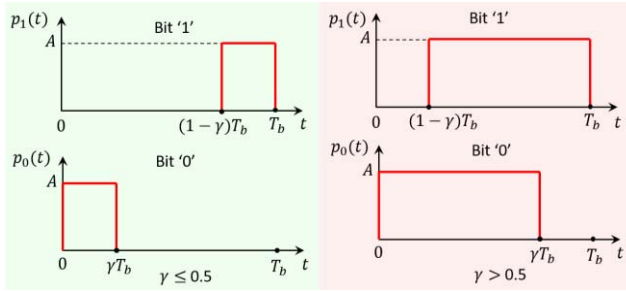 p₁(t)
Bit ‘1’
A
0
(1 − γ)T_b
T_b
t
p₀(t)
Bit ‘0’
A
0
γT_b
T_b
t
γ ≤ 0.5
p₁(t)
Bit ‘1’
A
0
(1 − γ)T_b
T_b
t
p₀(t)
Bit ‘0’
A
0
γT_b
T_b
t
γ > 0.5